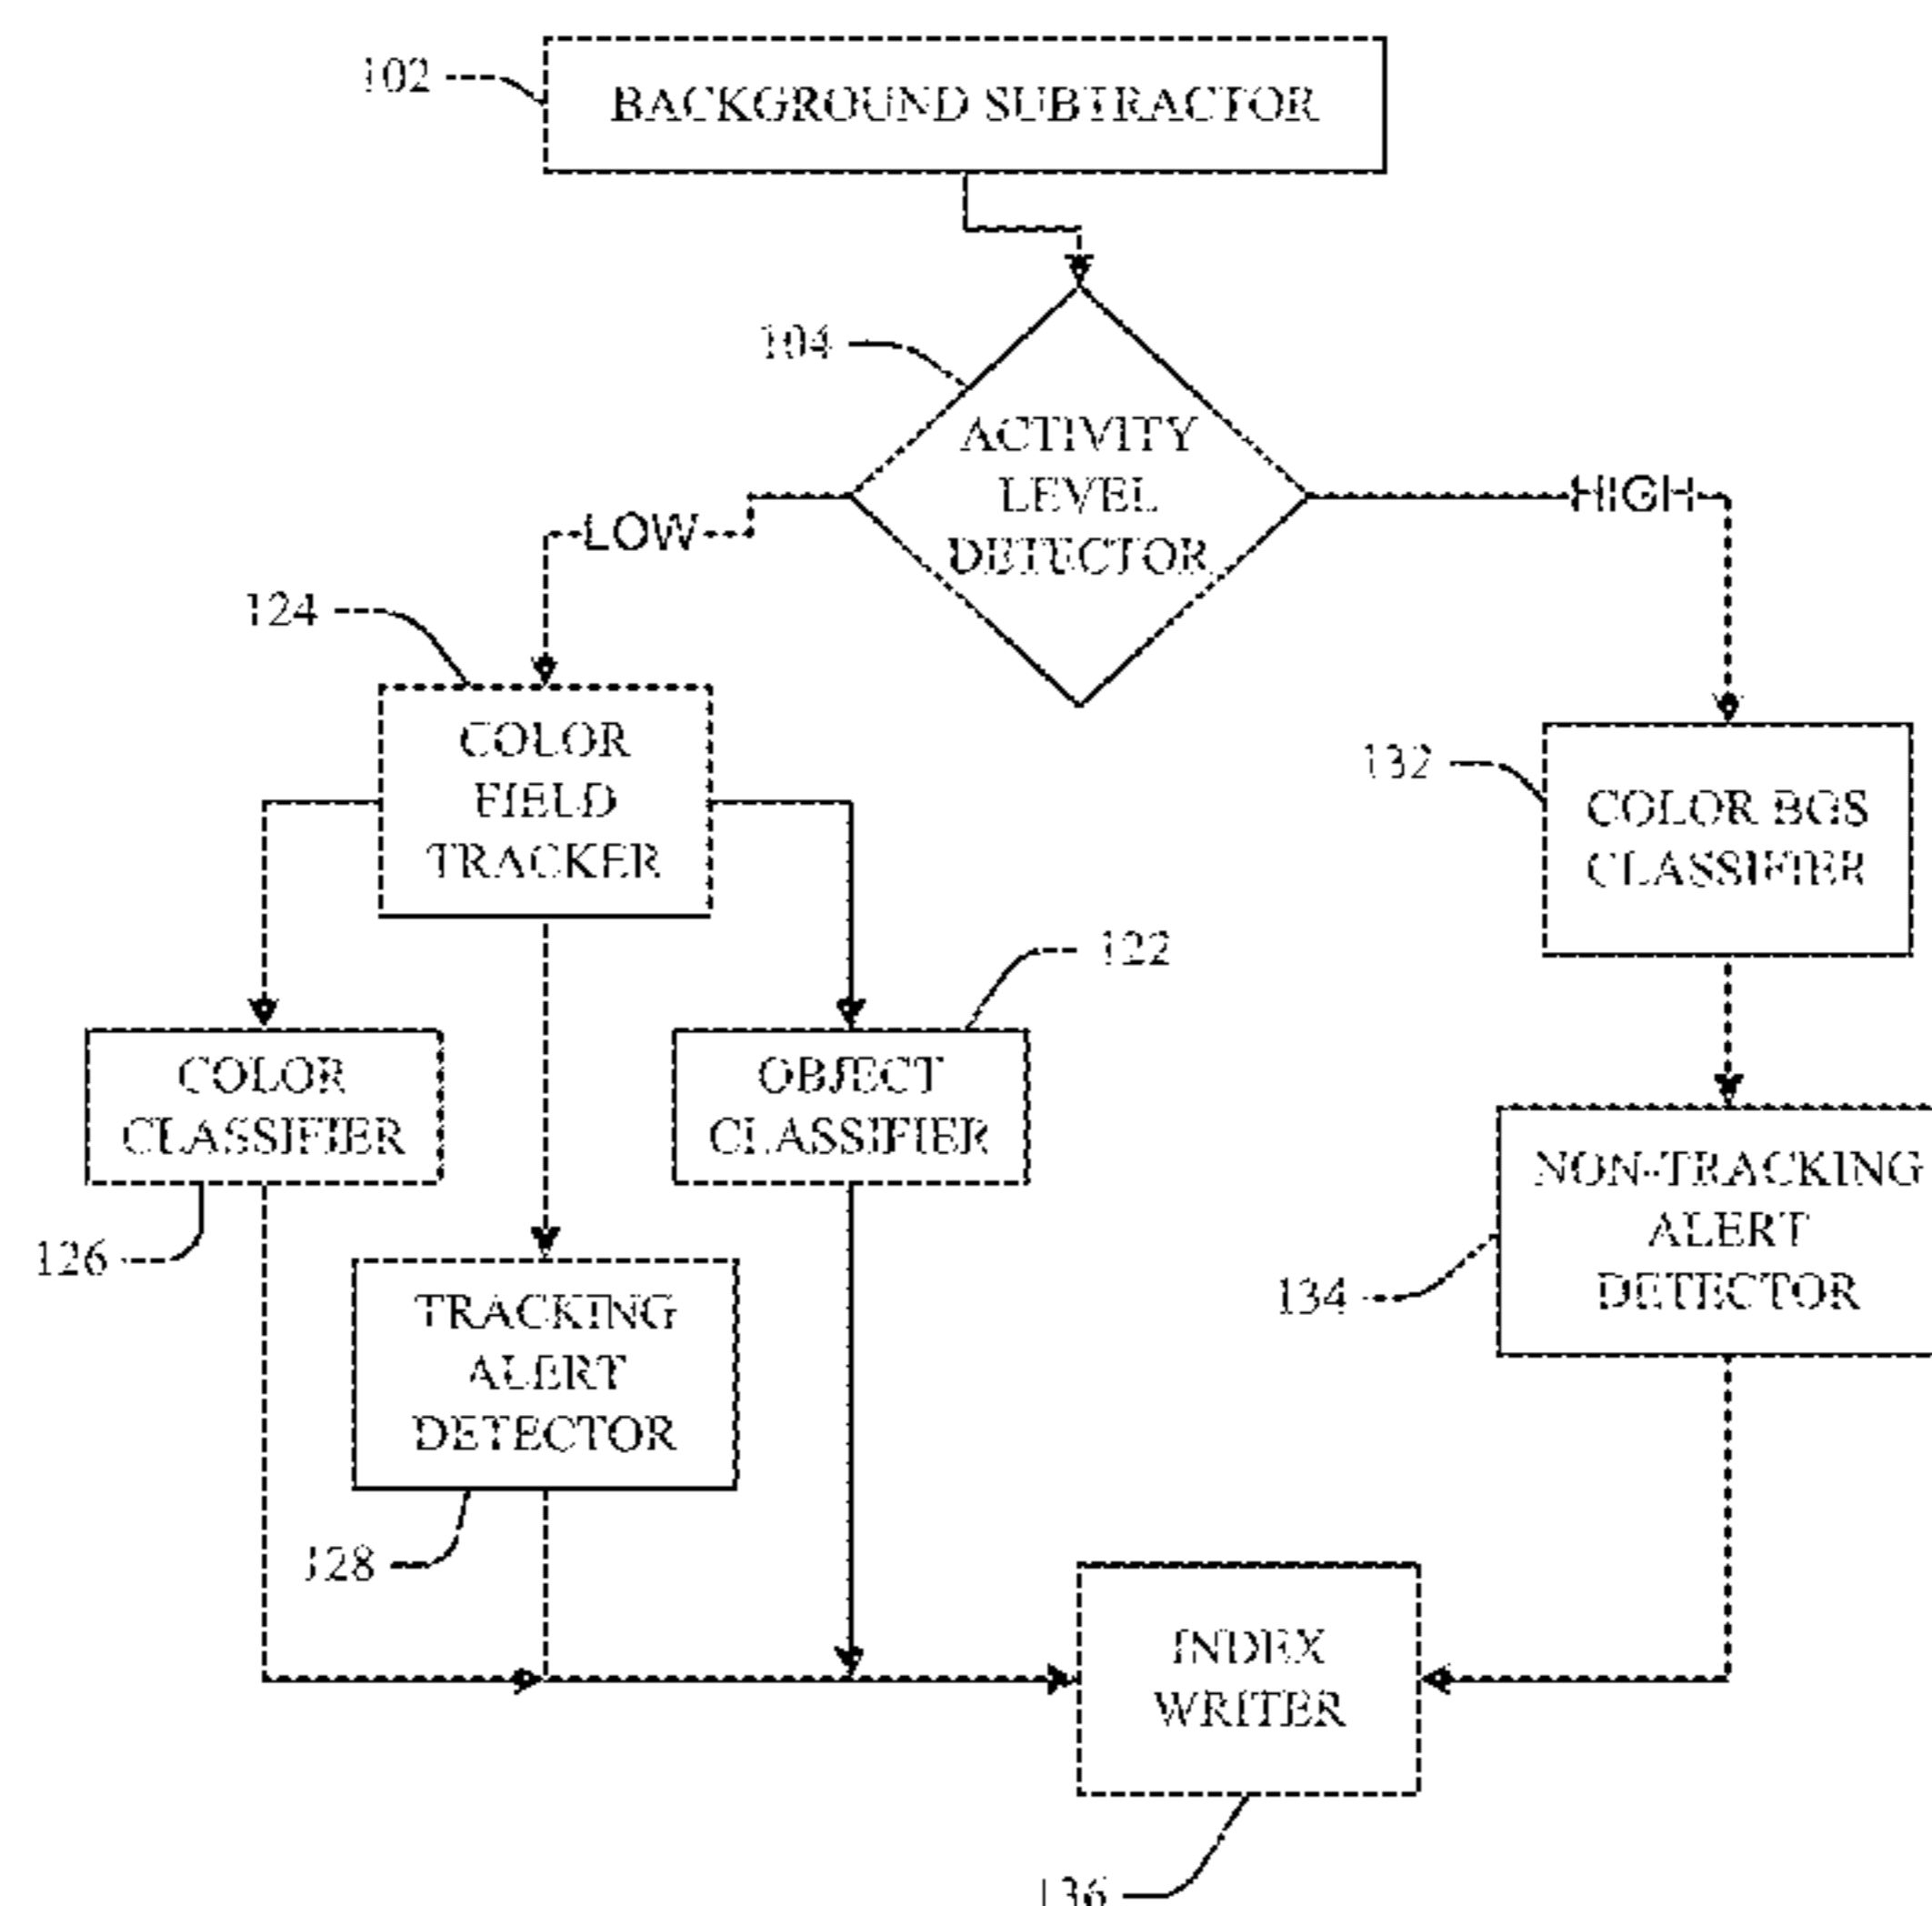 102
BACKGROUND SUBTRACTOR
104
ACTIVITY
LEVEL
DETECTOR
LOW
HIGH
124
COLOR
FIELD
TRACKER
132
COLOR BGS
CLASSIFIER
122
COLOR
CLASSIFIER
OBJECT
CLASSIFIER
126
TRACKING
ALERT
DETECTOR
NON-TRACKING
ALERT
DETECTOR
134
128
INDEX
WRITER
136